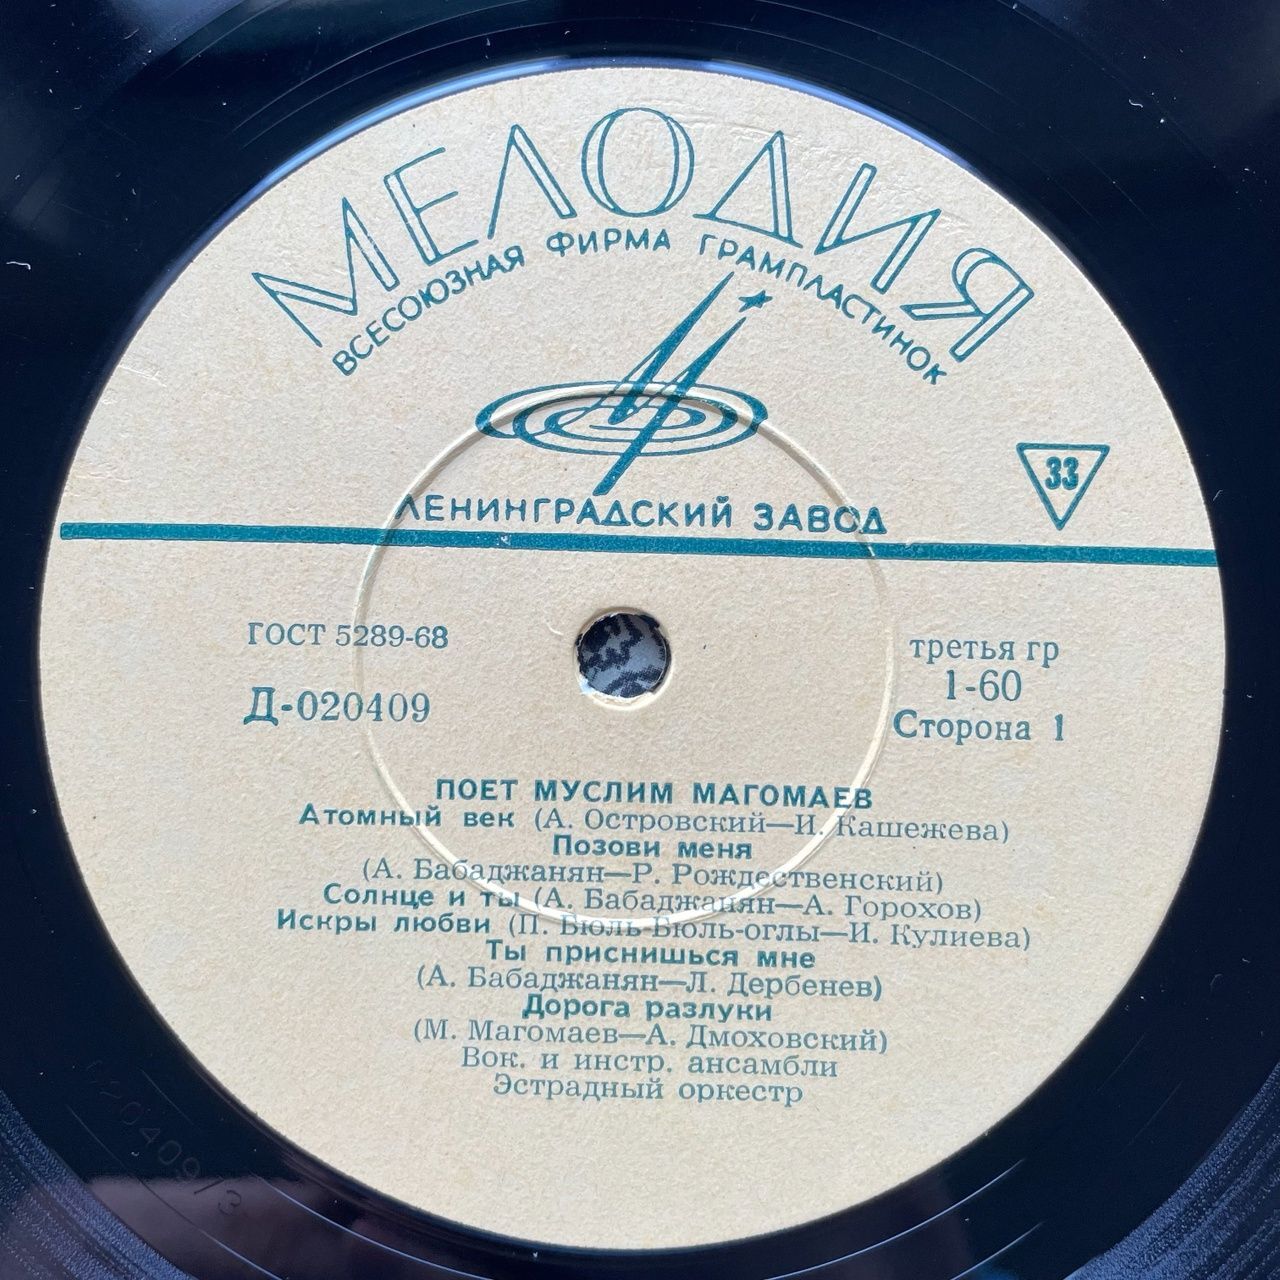 МЕЛОДИЯ
ВСЕСОЮЗНАЯ ФИРМА ГРАМПЛАСТИНОК
33
ЛЕНИНГРАДСКИЙ ЗАВОД
ГОСТ 5289-68
Д-020409
третья гр
1-60
Сторона 1
ПОЕТ МУСЛИМ МАГОМАЕВ
Атомный век (А. Островский—И. Кашежева)
Позови меня
(А. Бабаджанян—Р. Рождественский)
Солнце и ты (А. Бабаджанян—А. Горохов)
Искры любви (П. Бюль-Бюль-оглы—И. Кулиева)
Ты приснишься мне
(А. Бабаджанян—Л. Дербенев)
Дорога разлуки
(М. Магомаев—А. Дмоховский)
Вок. и инстр. ансамбли
Эстрадный оркестр
020409/3